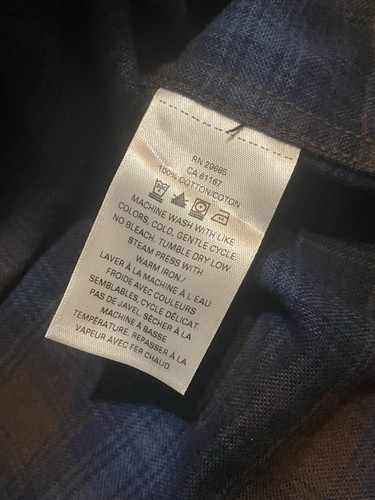 RN 29685
CA 61167
100% COTTON/COTON
MACHINE WASH WITH LIKE
COLORS, COLD, GENTLE CYCLE.
NO BLEACH. TUMBLE DRY LOW.
STEAM PRESS WITH
WARM IRON./
LAVER À LA MACHINE À L EAU
FROIDE AVEC COULEURS
SEMBLABLES, CYCLE DÉLICAT.
PAS DE JAVEL SÉCHER À LA
MACHINE À BASSE
TEMPÉRATURE. REPASSER À LA
VAPEUR AVEC FER CHAUD.